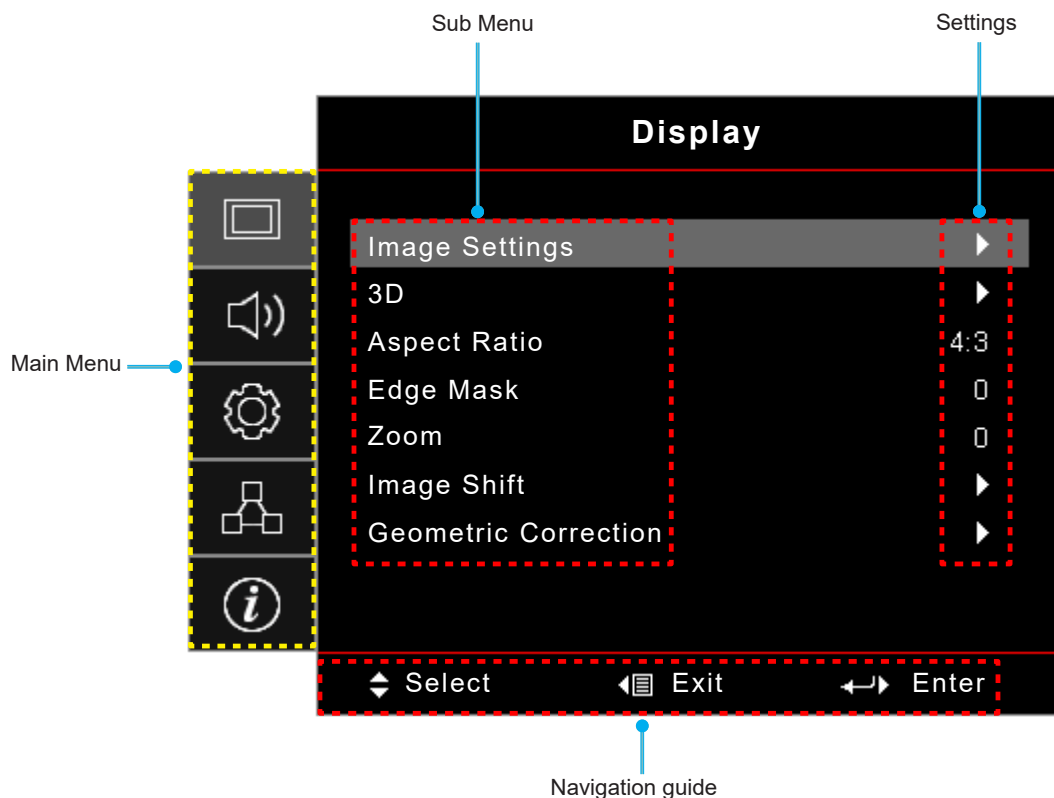 Sub Menu
Settings
Display
Image Settings
3D
Aspect Ratio 4:3
Edge Mask 0
Zoom 0
Image Shift
Geometric Correction
Main Menu
i
Select Exit Enter
Navigation guide